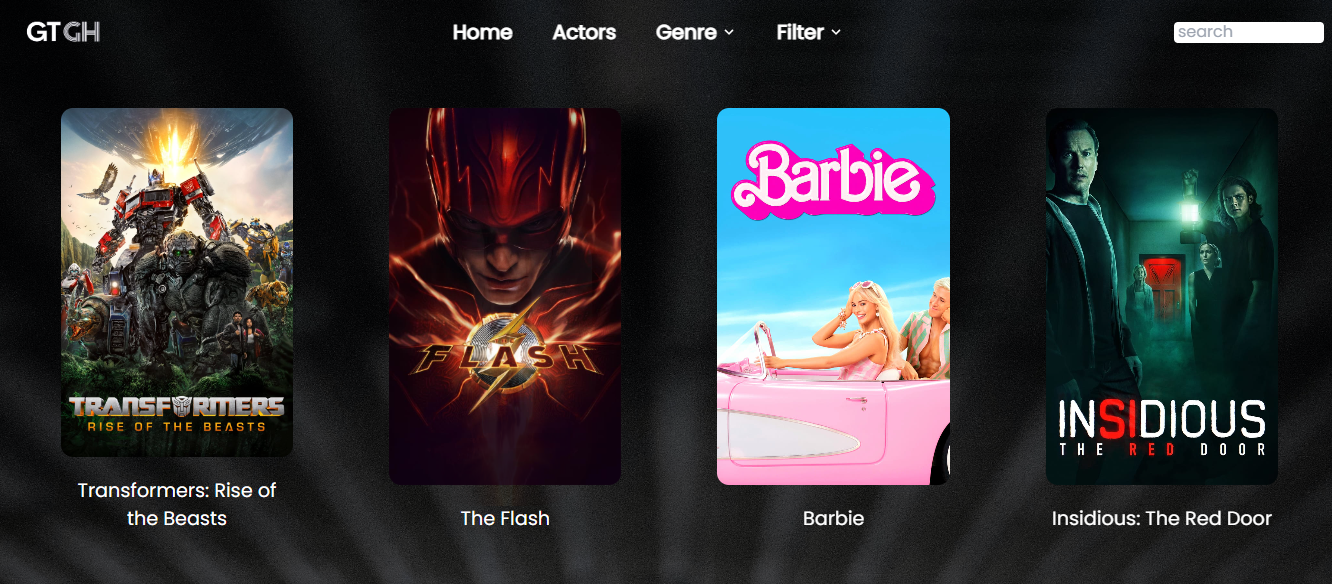 GTGH
Home
Actors
Genre
Filter
search
TRANSFORMERS
RISE OF THE BEASTS
FLASH
Barbie
INSIDIOUS
THE RED DOOR
Transformers: Rise of
the Beasts
The Flash
Barbie
Insidious: The Red Door